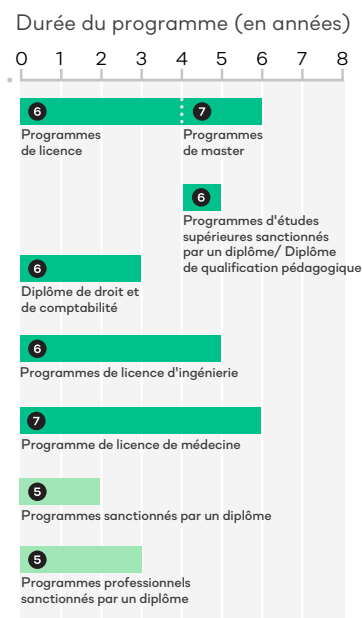 Durée du programme (en années)
0 1 2 3 4 5 6 7 8
6 7
Programmes
de licence
Programmes
de master
6
Programmes d'études
supérieures sanctionnés
par un diplôme/ Diplôme
de qualification pédagogique
6
Diplôme de droit et
de comptabilité
6
Programmes de licence d'ingénierie
7
Programme de licence de médecine
5
Programmes sanctionnés par un diplôme
5
Programmes professionnels
sanctionnés par un diplôme